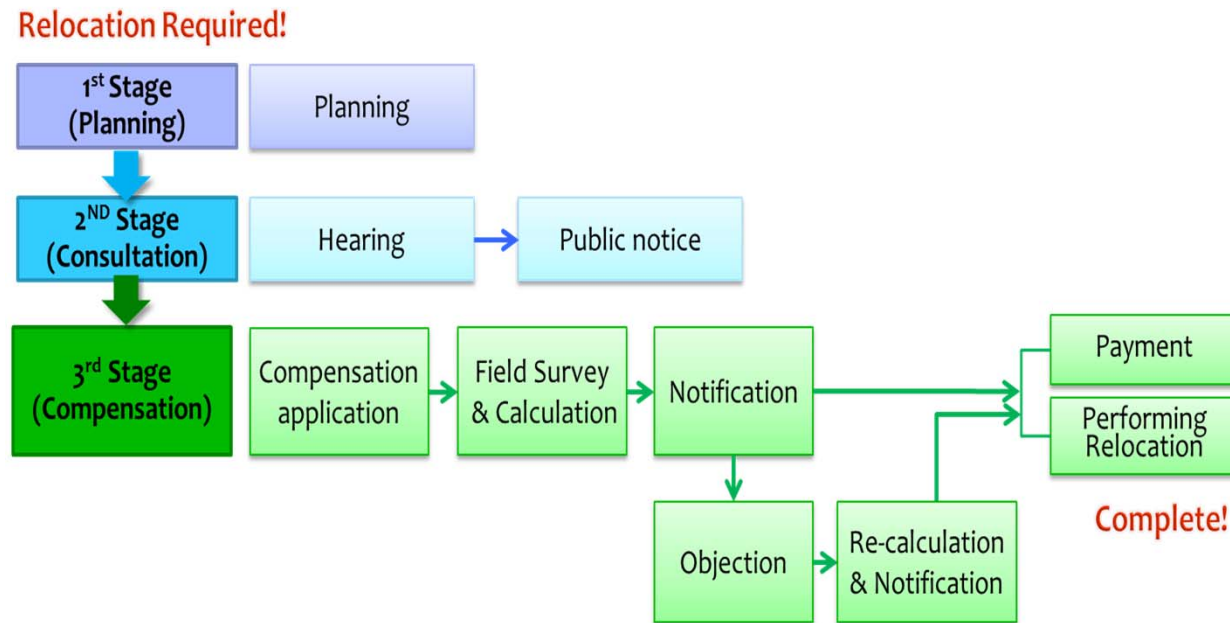 Relocation Required!
1st Stage
(Planning)
Planning
2ND Stage
(Consultation)
Hearing
Public notice
3rd Stage
(Compensation)
Compensation
application
Field Survey
& Calculation
Notification
Payment
Performing
Relocation
Objection
Re-calculation
& Notification
Complete!